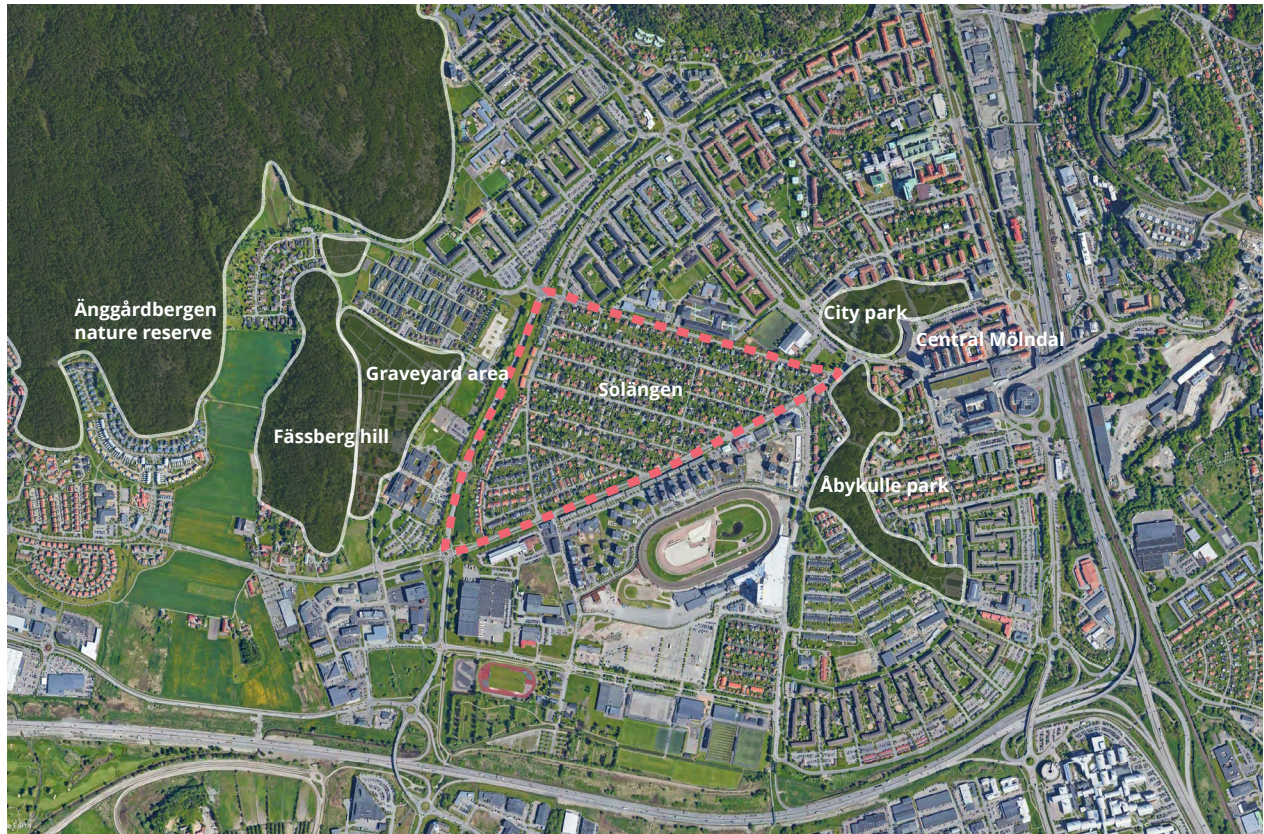 Änggårdbergen
nature reserve
City park
Central Mölndal
Graveyard area
Solängen
Fässberg hill
Åbykulle park